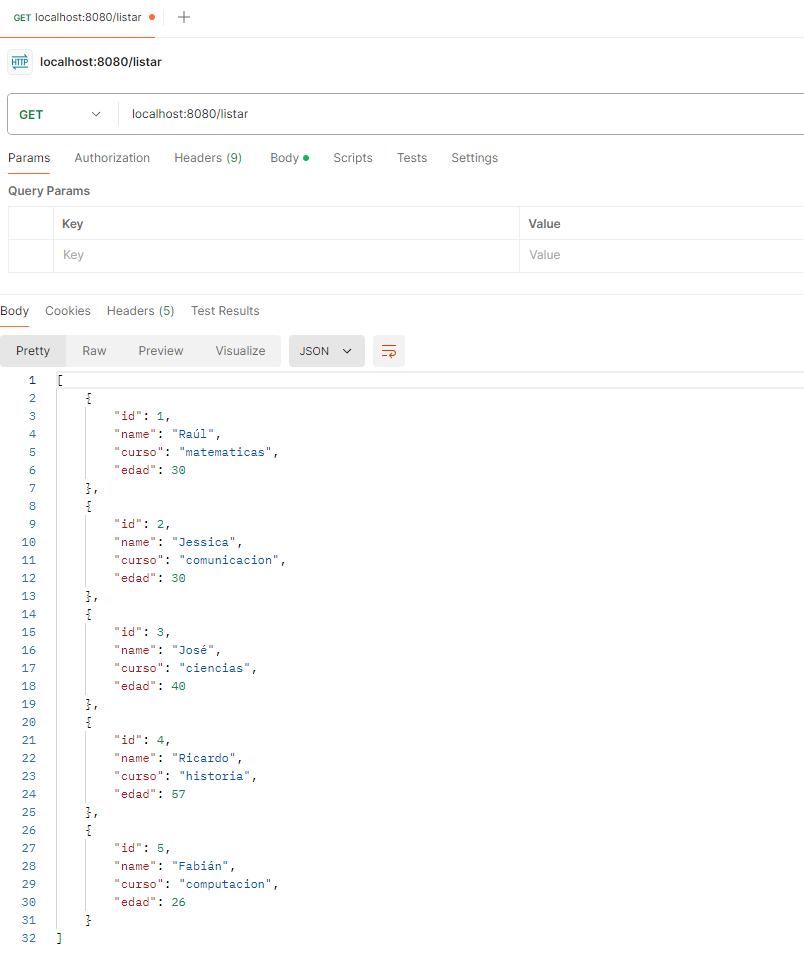 GET localhost:8080/listar
HTTP localhost:8080/listar
GET localhost:8080/listar
Params Authorization Headers (9) Body Scripts Tests Settings
Query Params
Key Value
Key Value
Body Cookies Headers (5) Test Results
Pretty Raw Preview Visualize JSON
1 [
2 {
3 "id": 1,
4 "name": "Raúl",
5 "curso": "matematicas",
6 "edad": 30
7 },
8 {
9 "id": 2,
10 "name": "Jessica",
11 "curso": "comunicacion",
12 "edad": 30
13 },
14 {
15 "id": 3,
16 "name": "José",
17 "curso": "ciencias",
18 "edad": 40
19 },
20 {
21 "id": 4,
22 "name": "Ricardo",
23 "curso": "historia",
24 "edad": 57
25 },
26 {
27 "id": 5,
28 "name": "Fabián",
29 "curso": "computacion",
30 "edad": 26
31 }
32 ]